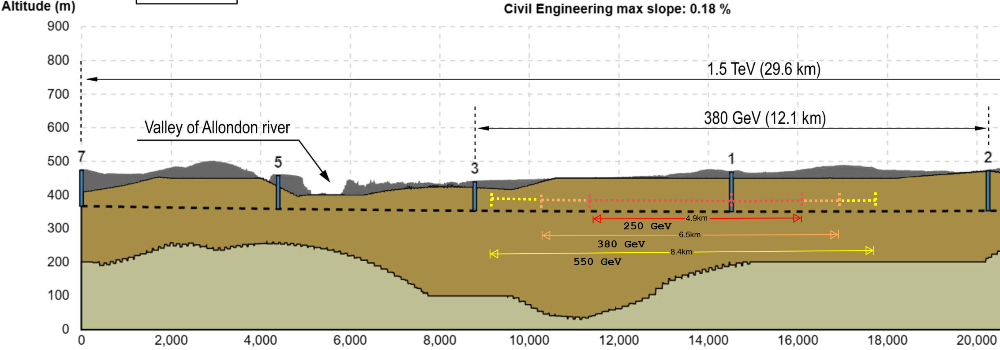 Altitude (m)
Civil Engineering max slope: 0.18 %
900
800
1.5 TeV (29.6 km)
700
380 GeV (12.1 km)
600
Valley of Allondon river
500
7
5
3
1
2
400
300
4.9km
250 GeV
6.5km
380 GeV
8.4km
550 GeV
200
100
0
0 2,000 4,000 6,000 8,000 10,000 12,000 14,000 16,000 18,000 20,000